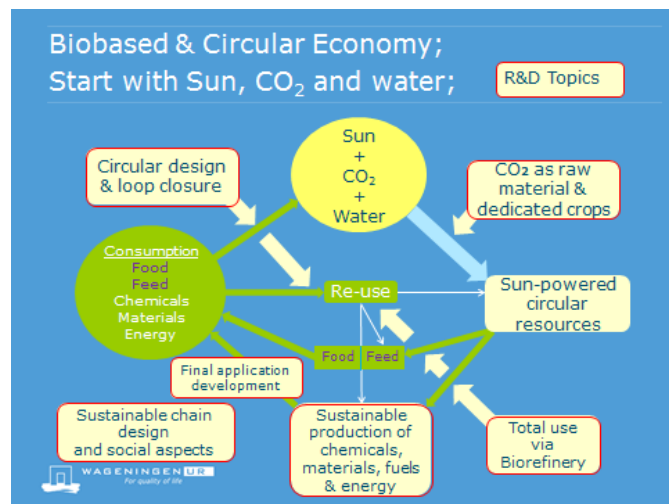 Biobased & Circular Economy;
Start with Sun, CO₂ and water;
R&D Topics
Sun
+
CO₂
+
Water
Circular design
& loop closure
CO₂ as raw
material &
dedicated crops
Consumption
Food
Feed
Chemicals
Materials
Energy
Re-use
Sun-powered
circular
resources
Food Feed
Final application
development
Sustainable chain
design
and social aspects
Sustainable
production of
chemicals,
materials, fuels
& energy
Total use
via
Biorefinery
WAGENINGEN UR
For quality of life